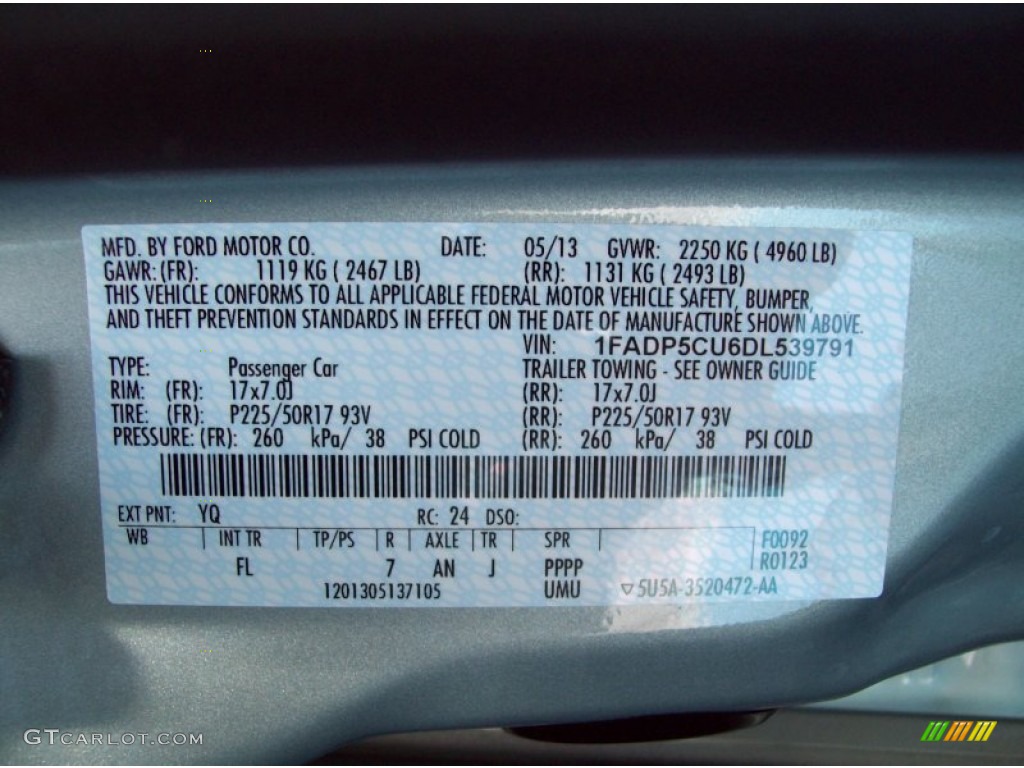 MFD. BY FORD MOTOR CO. DATE: 05/13 GVWR: 2250 KG ( 4960 LB)
GAWR: (FR): 1119 KG ( 2467 LB) (RR): 1131 KG ( 2493 LB)
THIS VEHICLE CONFORMS TO ALL APPLICABLE FEDERAL MOTOR VEHICLE SAFETY, BUMPER,
AND THEFT PREVENTION STANDARDS IN EFFECT ON THE DATE OF MANUFACTURE SHOWN ABOVE.
VIN: 1FADP5CU6DL539791
TYPE: Passenger Car TRAILER TOWING - SEE OWNER GUIDE
RIM: (FR): 17x7.0J (RR): 17x7.0J
TIRE: (FR): P225/50R17 93V (RR): P225/50R17 93V
PRESSURE: (FR): 260 kPa/ 38 PSI COLD (RR): 260 kPa/ 38 PSI COLD
EXT PNT: YQ RC: 24 DSO:
WB INT TR TP/PS R AXLE TR SPR F0092
FL 7 AN J PPPP R0123
1201305137105 UMU ▽5U5A-3520472-AA
GTCARLOT.COM